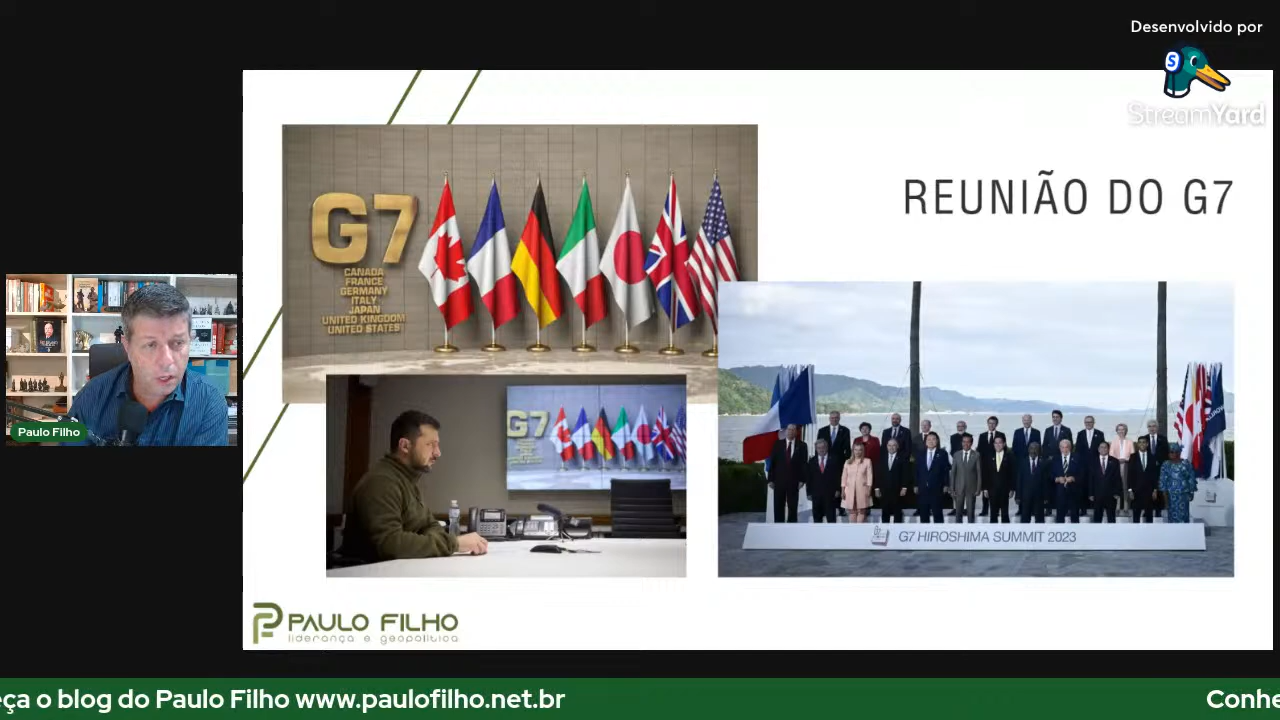 Desenvolvido por
S
StreamYard
REUNIÃO DO G7
G7
CANADA
FRANCE
GERMANY
ITALY
JAPAN
UNITED KINGDOM
UNITED STATES
G7
G7 HIROSHIMA SUMMIT 2023
Paulo Filho
PAULO FILHO
liderança e geopolítica
eça o blog do Paulo Filho www.paulofilho.net.br
Conhe